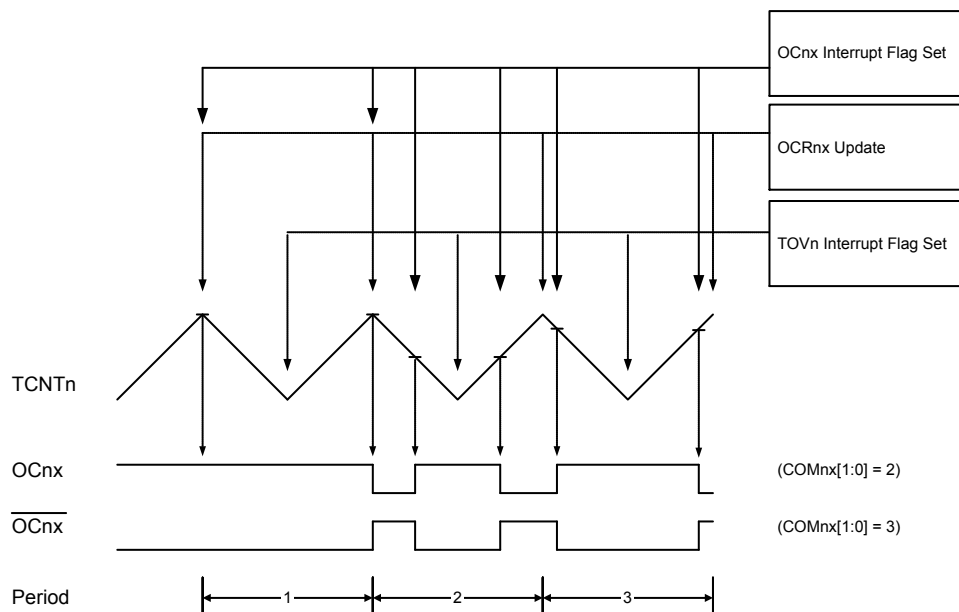 OCnx Interrupt Flag Set
OCRnx Update
TOVn Interrupt Flag Set
TCNTn
OCnx
(COMnx[1:0] = 2)
OCnx
(COMnx[1:0] = 3)
Period
1
2
3